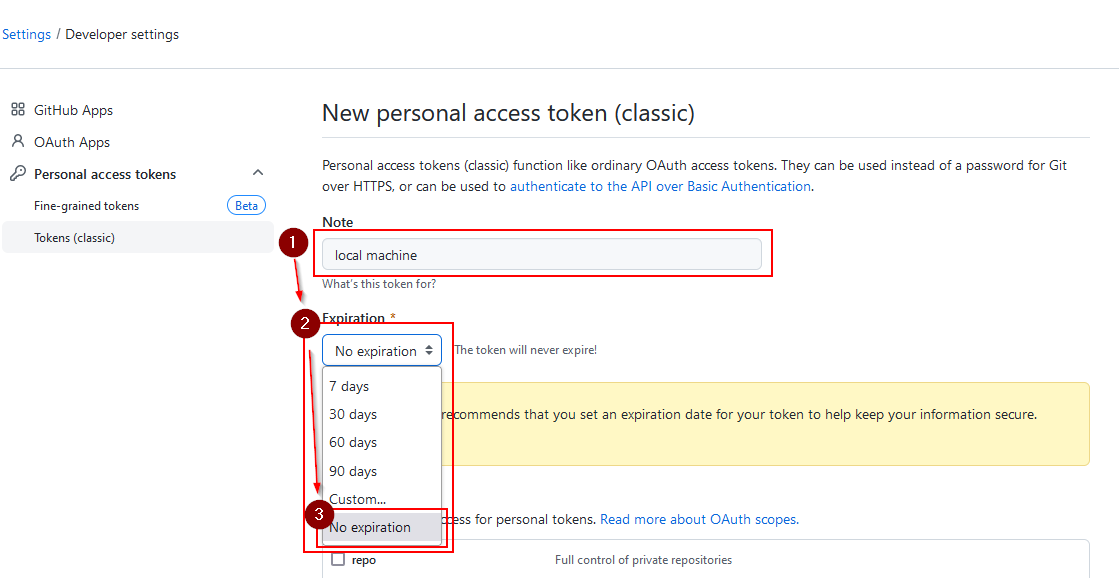 Settings / Developer settings
GitHub Apps
OAuth Apps
Personal access tokens
Fine-grained tokens
Beta
Tokens (classic)
New personal access token (classic)
Personal access tokens (classic) function like ordinary OAuth access tokens. They can be used instead of a password for Git
over HTTPS, or can be used to authenticate to the API over Basic Authentication.
Note
1
local machine
What's this token for?
2
Expiration *
No expiration
The token will never expire!
7 days
30 days
60 days
90 days
Custom...
3
No expiration
recommends that you set an expiration date for your token to help keep your information secure.
for personal tokens. Read more about OAuth scopes.
repo
Full control of private repositories